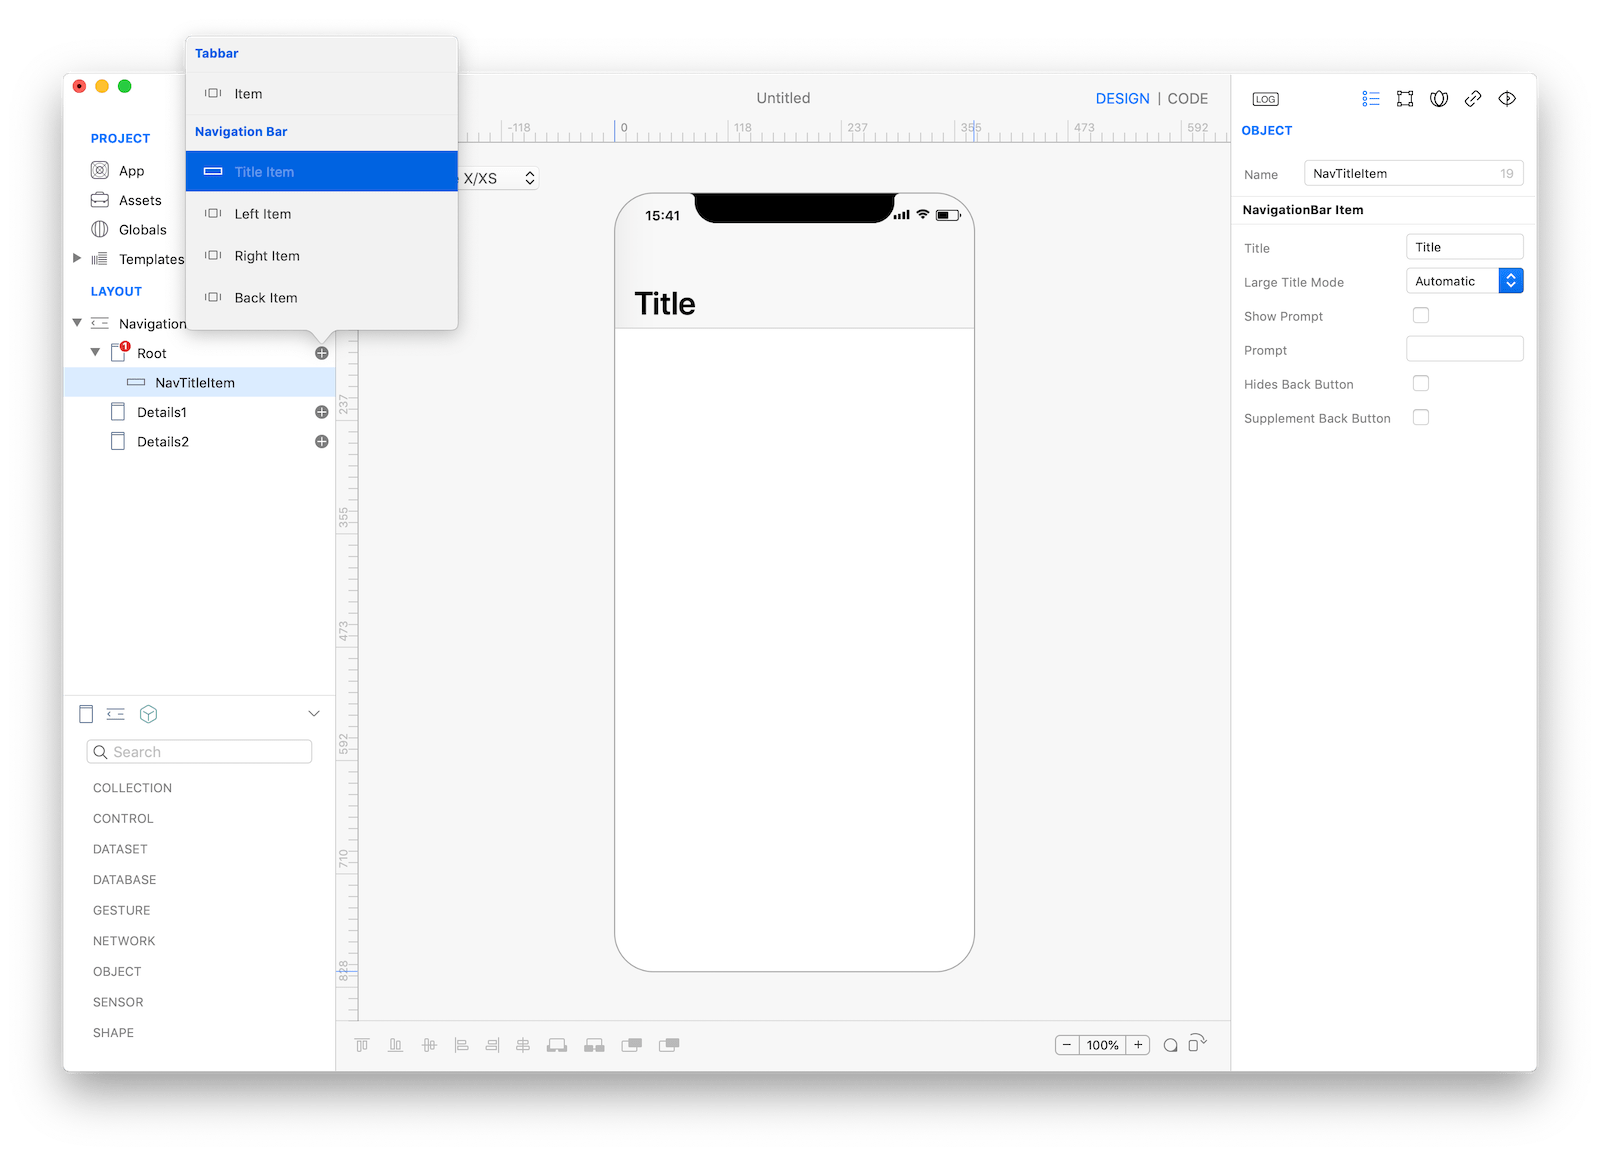 Tabbar
Item
Navigation Bar
Title Item
Left Item
Right Item
Back Item
PROJECT
App
Assets
Globals
Templates
LAYOUT
Navigation
1
Root
NavTitleItem
Details1
Details2
Search
COLLECTION
CONTROL
DATASET
DATABASE
GESTURE
NETWORK
OBJECT
SENSOR
SHAPE
Untitled
DESIGN | CODE
-118 0 118 237 355 473 592
X/XS
237
355
473
592
710
828
15:41
Title
100%
LOG
OBJECT
Name NavTitleItem 19
NavigationBar Item
Title Title
Large Title Mode Automatic
Show Prompt
Prompt
Hides Back Button
Supplement Back Button